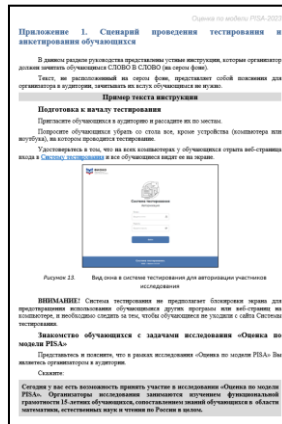 Оценка по модели PISA-2023
Приложение 1. Сценарий проведения тестирования и
анкетирования обучающихся
В данном разделе руководства представлены устные инструкции, которые организатор
должен зачитать обучающимся СЛОВО В СЛОВО (на сером фоне).
Текст, не расположенный на сером фоне, представляет собой пояснения для
организатора в аудитории, зачитывать их вслух обучающимся не нужно.
Пример текста инструкции
Подготовка к началу тестирования
Пригласите обучающихся в аудиторию и рассадите их по местам.
Попросите обучающихся убрать со столов все, кроме устройства (компьютера или
ноутбука), на котором проводится тестирование.
Удостоверьтесь в том, что на всех компьютерах у обучающихся открыта веб-страница
входа в Систему тестирования и все обучающиеся видят ее на экране.
Система тестирования
Рисунок 13. Вид окна в системе тестирования для авторизации участников
исследования
ВНИМАНИЕ! Система тестирования не предполагает блокировки экрана для
предотвращения использования обучающимися других программ или веб-страниц на
компьютере, и необходимо следить за тем, чтобы обучающиеся не уходили с сайта Системы
тестирования.
Знакомство обучающихся с задачами исследования «Оценка по
модели PISA»
Представьтесь и поясните, что в рамках исследования «Оценка по модели PISA» Вы
являетесь организатором в аудитории.
Скажите:
Сегодня у вас есть возможность принять участие в исследовании «Оценка по модели
PISA». Организаторы исследования занимаются изучением функциональной
грамотности 15-летних обучающихся, сопоставлением знаний обучающихся в области
математики, естественных наук и чтения по России в целом.